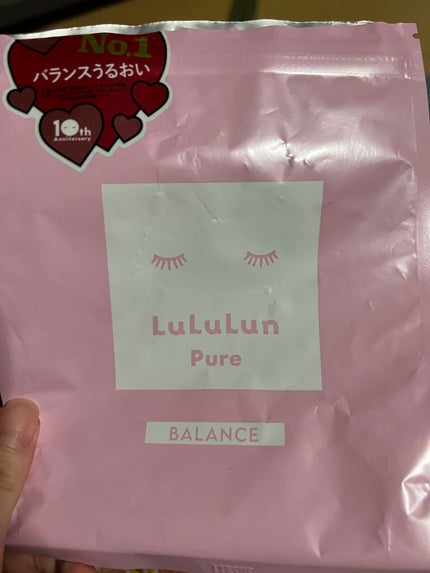 No.1
バランスうるおい
10th
Anniversary
LuLuLun
Pure
BALANCE